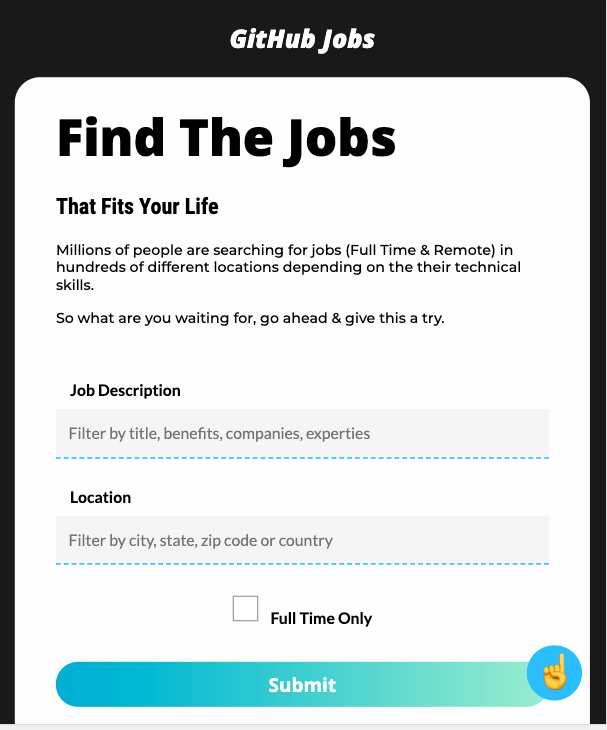 GitHub Jobs
Find The Jobs
That Fits Your Life
Millions of people are searching for jobs (Full Time & Remote) in
hundreds of different locations depending on the their technical
skills.
So what are you waiting for, go ahead & give this a try.
Job Description
Filter by title, benefits, companies, experties
Location
Filter by city, state, zip code or country
Full Time Only
Submit